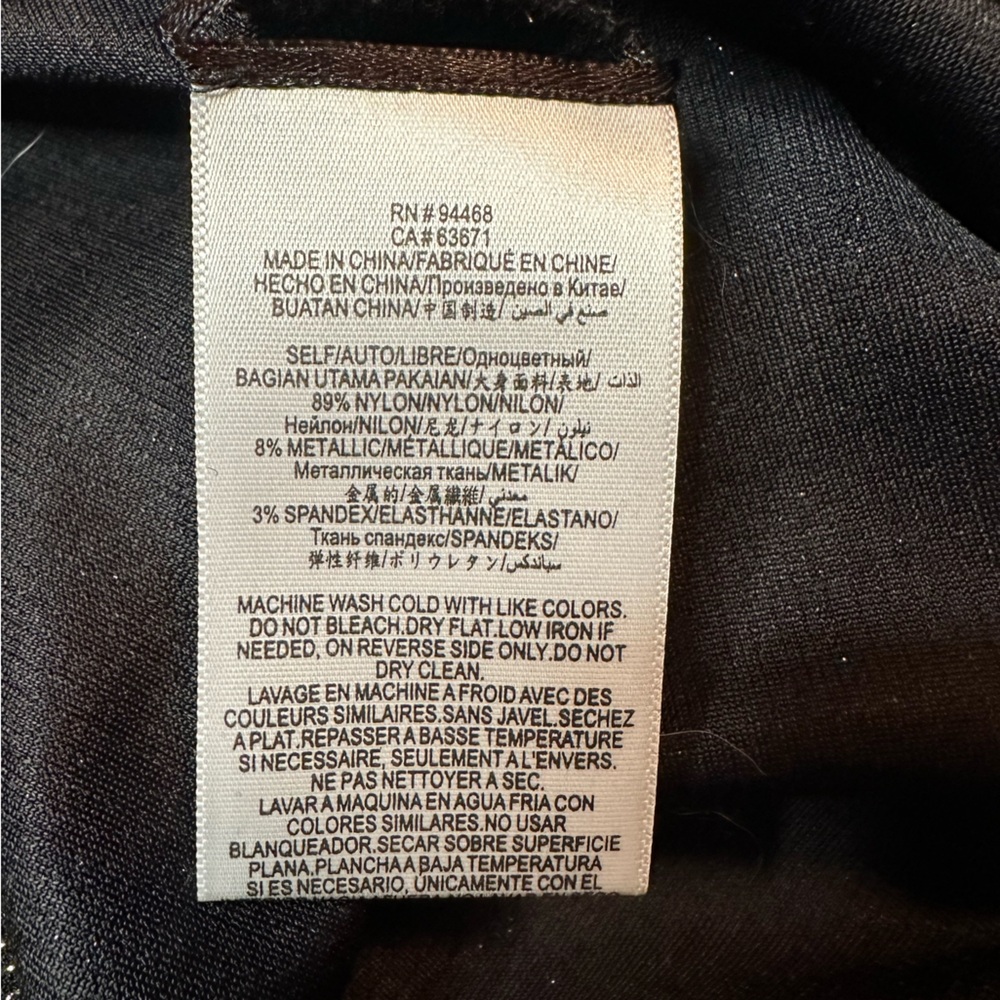 RN # 94468
CA# 63671
MADE IN CHINA/FABRIQUÉ EN CHINE/
HECHO EN CHINA/Произведено в Китае/
BUATAN CHINA/中国制造/ صنع في الصين
SELF/AUTO/LIBRE/Одноцветный/
BAGIAN UTAMA PAKAIAN/大身面料/表地/ الذات
89% NYLON/NYLON/NILON/
Нейлон/NILON/尼龙/ナイロン/ نيلون
8% METALLIC/MÉTALLIQUE/METÁLICO/
Металлическая ткань/METALIK/
金属的/金属繊維/ معدني
3% SPANDEX/ELASTHANNE/ELASTANO/
Ткань спандекс/SPANDEKS/
弹性纤维/ポリウレタン/سباندكس
MACHINE WASH COLD WITH LIKE COLORS.
DO NOT BLEACH.DRY FLAT.LOW IRON IF
NEEDED, ON REVERSE SIDE ONLY.DO NOT
DRY CLEAN.
LAVAGE EN MACHINE A FROID AVEC DES
COULEURS SIMILAIRES.SANS JAVEL.SECHEZ
A PLAT.REPASSER A BASSE TEMPERATURE
SI NECESSAIRE, SEULEMENT A L'ENVERS.
NE PAS NETTOYER A SEC.
LAVAR A MAQUINA EN AGUA FRIA CON
COLORES SIMILARES.NO USAR
BLANQUEADOR.SECAR SOBRE SUPERFICIE
PLANA.PLANCHA A BAJA TEMPERATURA
SI ES NECESARIO, ÚNICAMENTE CON EL